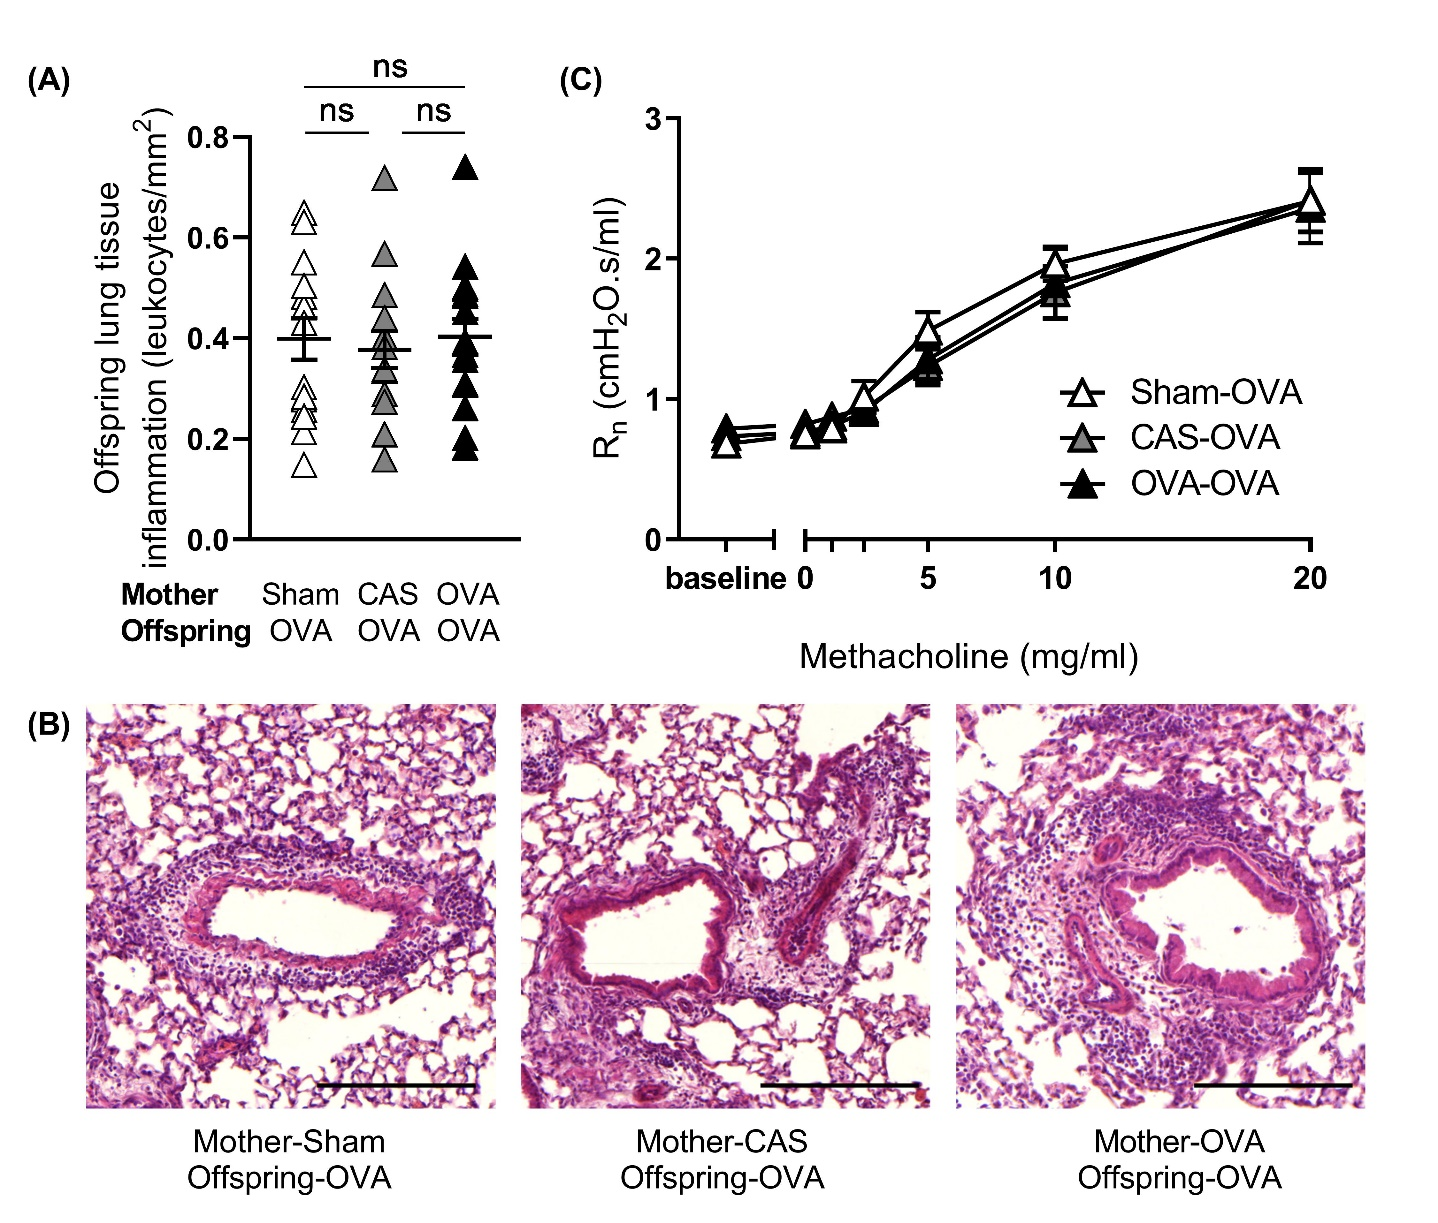 (A)
ns
ns
ns
Offspring lung tissue
inflammation (leukocytes/mm²)
0.8
0.6
0.4
0.2
0.0
Mother Sham CAS OVA
Offspring OVA OVA OVA
(C)
Rₙ (cmH₂O.s/ml)
3
2
1
0
baseline 0 5 10 20
Methacholine (mg/ml)
Sham-OVA
CAS-OVA
OVA-OVA
(B)
Mother-Sham
Offspring-OVA
Mother-CAS
Offspring-OVA
Mother-OVA
Offspring-OVA